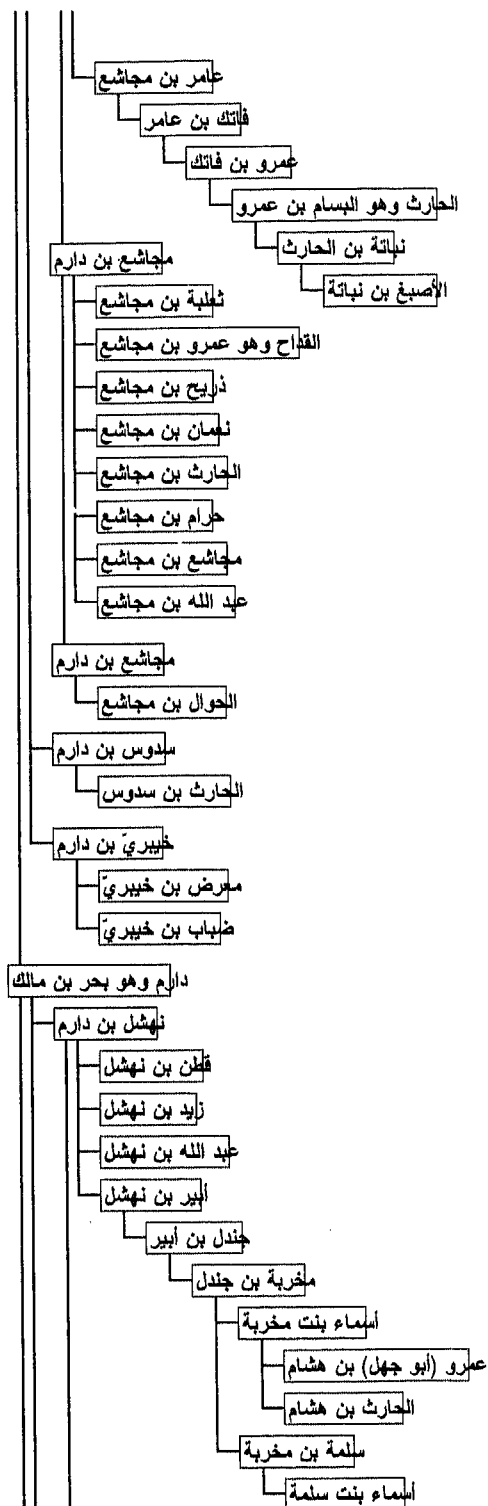 عامر بن مجاشع
فاتك بن عامر
عمرو بن فاتك
الحارث وهو البسام بن عمرو
نباتة بن الحارث
مجاشع بن دارم
الأصبغ بن نباتة
ثعلبة بن مجاشع
القداح وهو عمرو بن مجاشع
ذريح بن مجاشع
نعمان بن مجاشع
الحارث بن مجاشع
حرام بن مجاشع
مجاشع بن مجاشع
عبد الله بن مجاشع
مجاشع بن دارم
الحوال بن مجاشع
سدوس بن دارم
الحارث بن سدوس
خيبريّ بن دارم
معرض بن خيبريّ
ضباب بن خيبريّ
دارم وهو بحر بن مالك
نهشل بن دارم
قطن بن نهشل
زيد بن نهشل
عبد الله بن نهشل
أبير بن نهشل
جندل بن أبير
مخربة بن جندل
أسماء بنت مخربة
عمرو (أبو جهل) بن هشام
الحارث بن هشام
سلمة بن مخربة
أسماء بنت سلمة